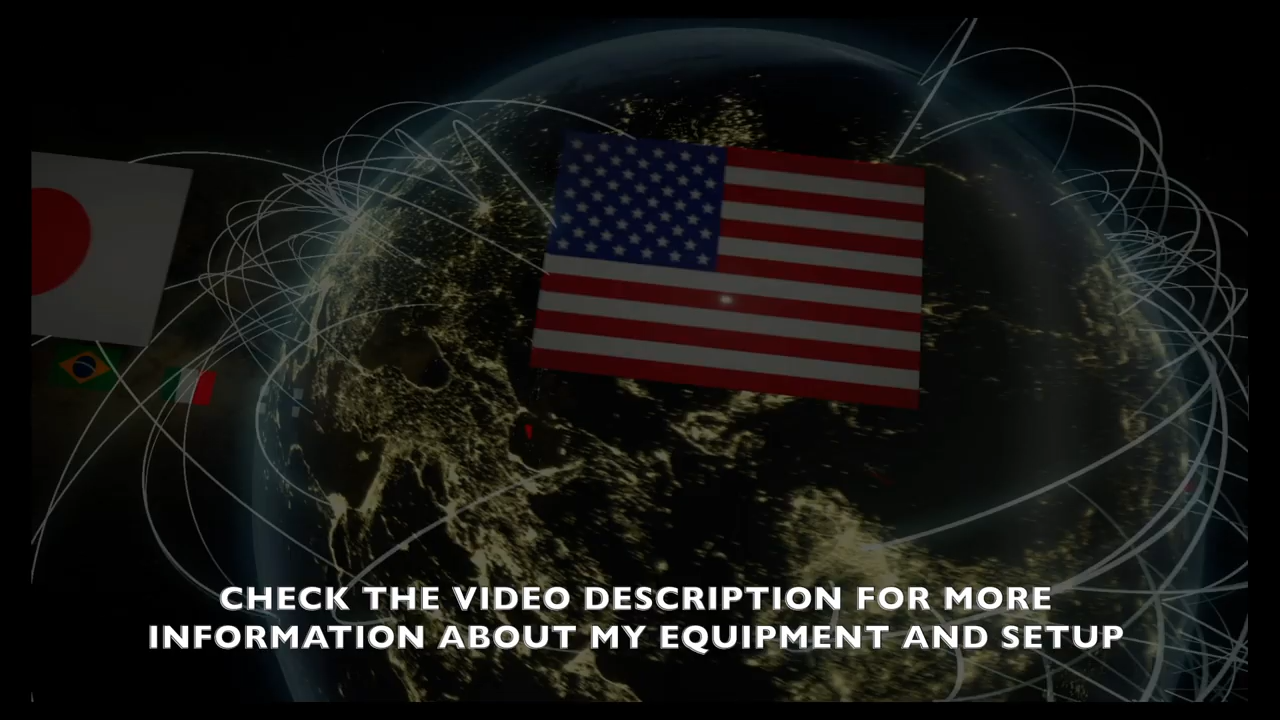 CHECK THE VIDEO DESCRIPTION FOR MORE
INFORMATION ABOUT MY EQUIPMENT AND SETUP